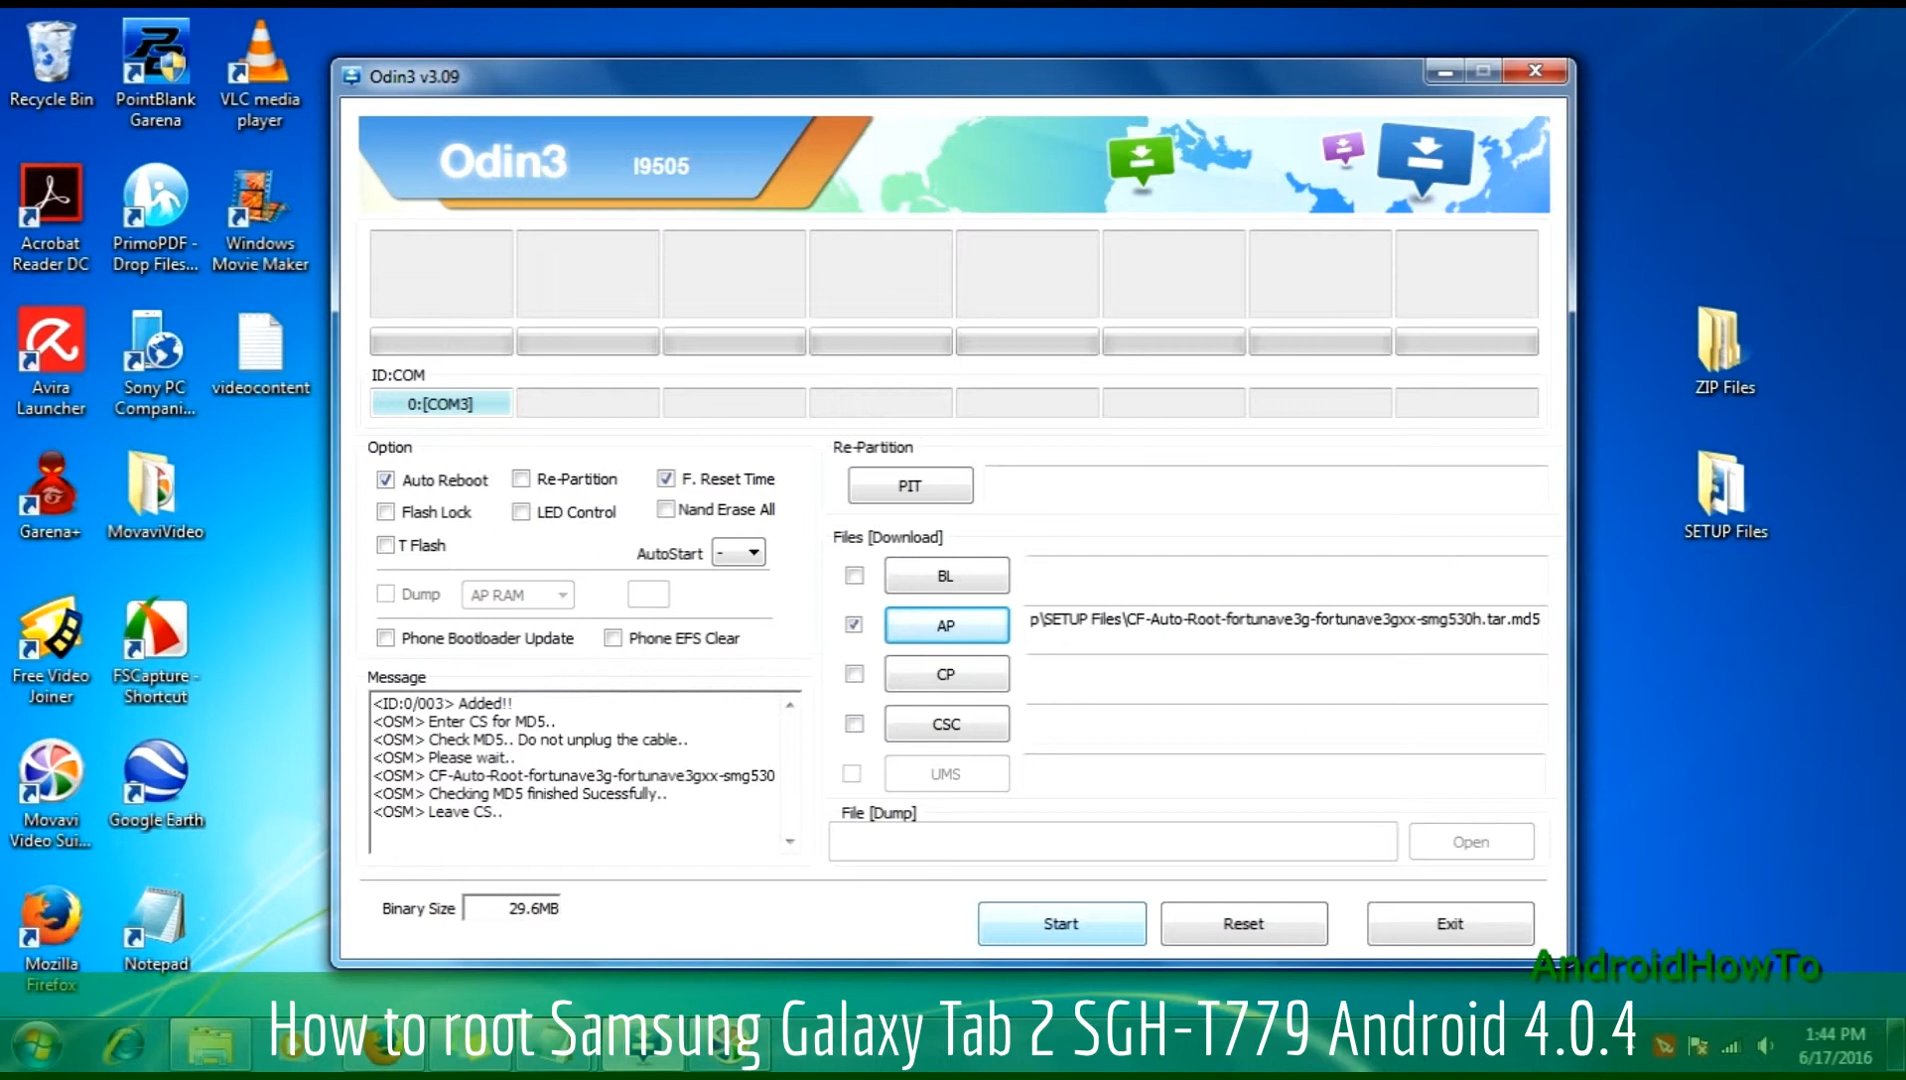 Recycle Bin
PointBlank
Garena
VLC media
player
Acrobat
Reader DC
PrimoPDF -
Drop Files...
Windows
Movie Maker
Avira
Launcher
Sony PC
Compani...
videocontent
Garena+
MovaviVideo
Free Video
Joiner
FSCapture -
Shortcut
Movavi
Video Sui...
Google Earth
Mozilla
Firefox
Notepad
Odin3 v3.09
Odin3 I9505
ID:COM
0:[COM3]
Option
Auto Reboot Re-Partition F. Reset Time
Flash Lock LED Control Nand Erase All
T Flash AutoStart -
Dump AP RAM
Phone Bootloader Update Phone EFS Clear
Message
<ID:0/003> Added!!
<OSM> Enter CS for MD5..
<OSM> Check MD5.. Do not unplug the cable..
<OSM> Please wait..
<OSM> CF-Auto-Root-fortunave3g-fortunave3gxx-smg530
<OSM> Checking MD5 finished Sucessfully..
<OSM> Leave CS..
Re-Partition
PIT
Files [Download]
BL
AP p\SETUP Files\CF-Auto-Root-fortunave3g-fortunave3gxx-smg530h.tar.md5
CP
CSC
UMS
File [Dump]
Open
Binary Size 29.6MB
Start Reset Exit
ZIP Files
SETUP Files
AndroidHowTo
How to root Samsung Galaxy Tab 2 SGH-T779 Android 4.0.4
1:44 PM
6/17/2016